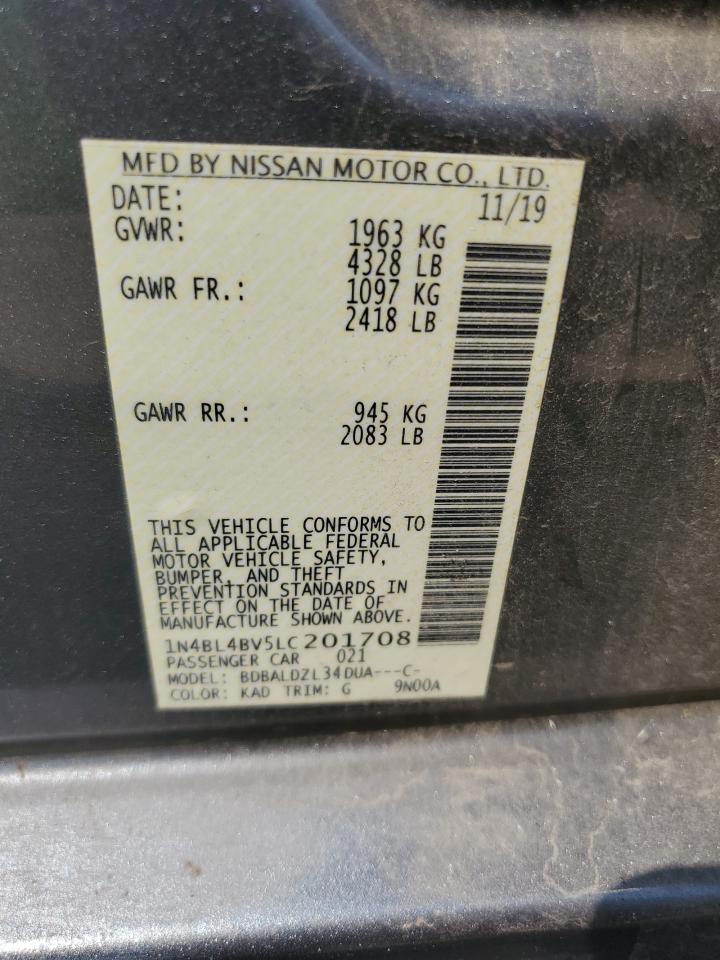 MFD BY NISSAN MOTOR CO., LTD.
DATE: 11/19
GVWR: 1963 KG
4328 LB
GAWR FR.: 1097 KG
2418 LB
GAWR RR.: 945 KG
2083 LB
THIS VEHICLE CONFORMS TO
ALL APPLICABLE FEDERAL
MOTOR VEHICLE SAFETY,
BUMPER, AND THEFT
PREVENTION STANDARDS IN
EFFECT ON THE DATE OF
MANUFACTURE SHOWN ABOVE.
1N4BL4BV5LC201708
PASSENGER CAR 021
MODEL: BDBALDZL34DUA---C-
COLOR: KAD TRIM: G 9N00A